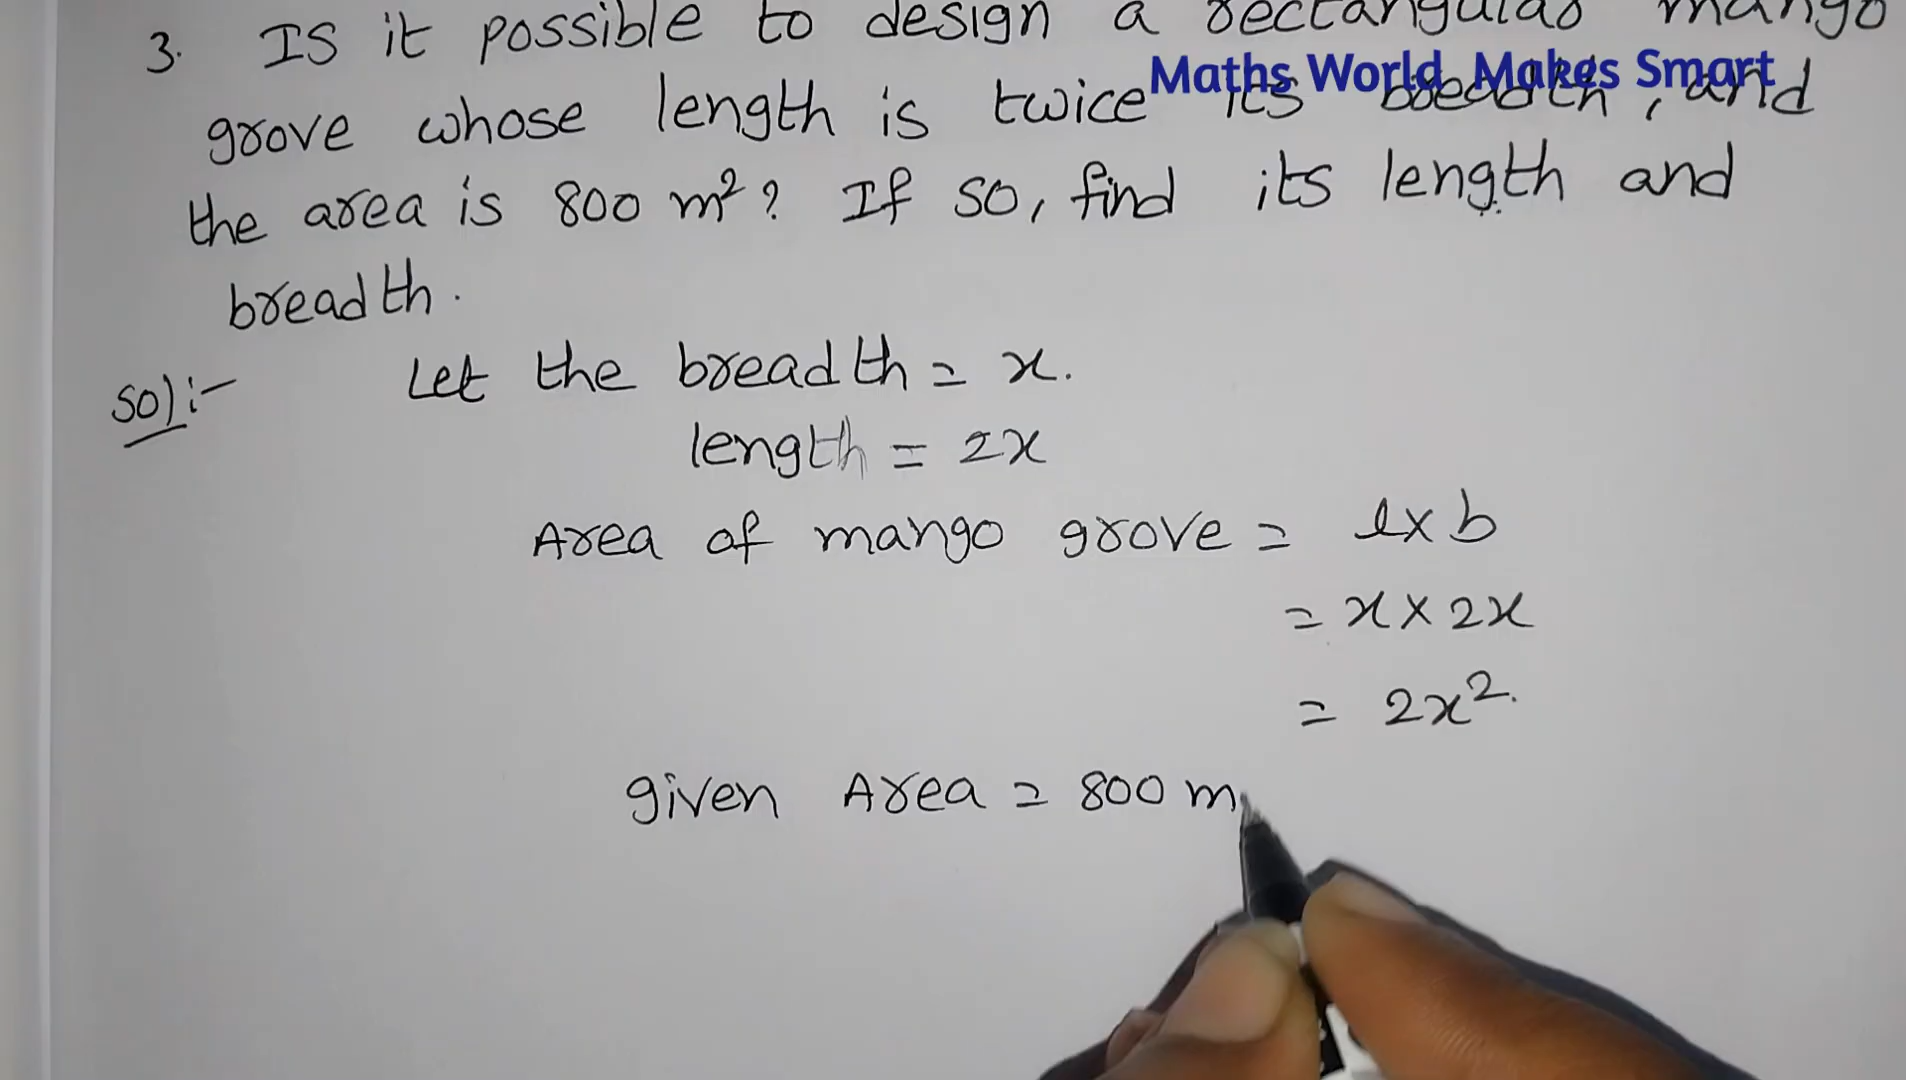 3. Is it possible to design a rectangular mango
Maths World Makes Smart
grove whose length is twice its breadth, and
the area is 800 m²? If so, find its length and
breadth.
Sol:- Let the breadth = x.
length = 2x
Area of mango grove = l x b
= x × 2x
= 2x².
given Area = 800 m